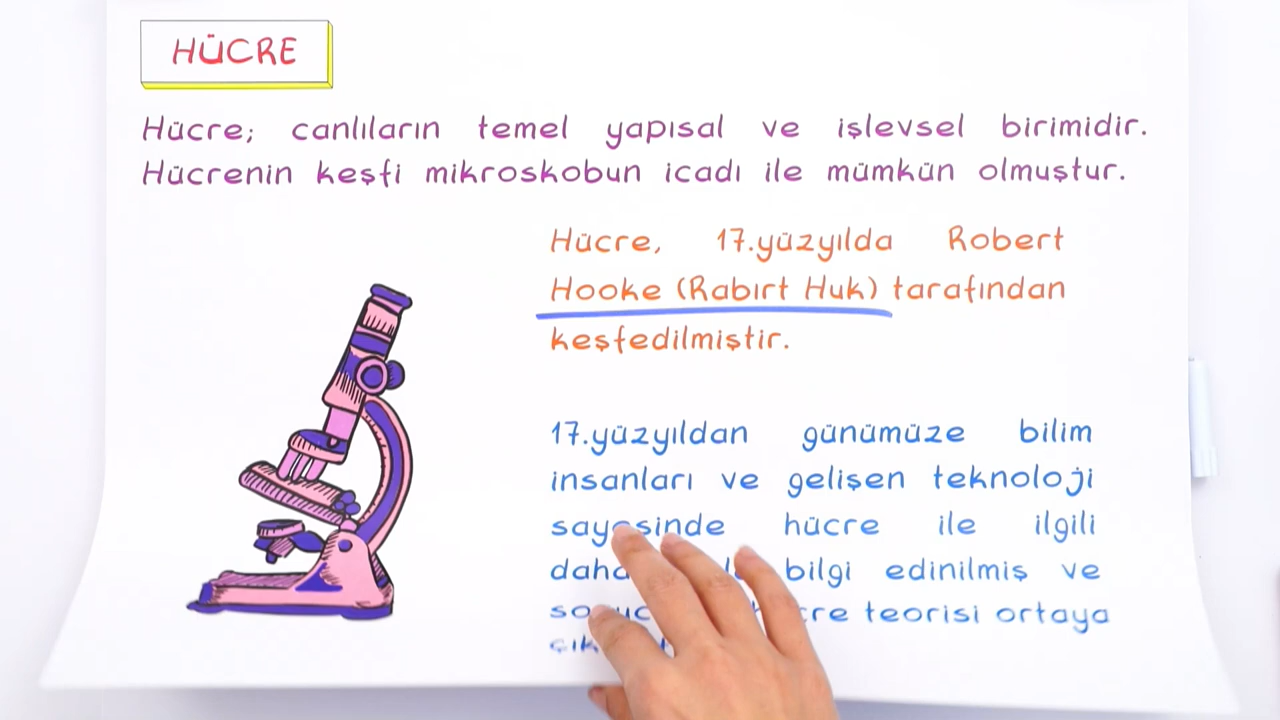 HÜCRE
Hücre; canlıların temel yapısal ve işlevsel birimidir.
Hücrenin keşfi mikroskobun icadı ile mümkün olmuştur.
Hücre, 17.yüzyılda Robert
Hooke (Rabırt Huk) tarafından
keşfedilmiştir.
17.yüzyıldan günümüze bilim
insanları ve gelişen teknoloji
sayesinde hücre ile ilgili
daha bilgi edinilmiş ve
teorisi ortaya